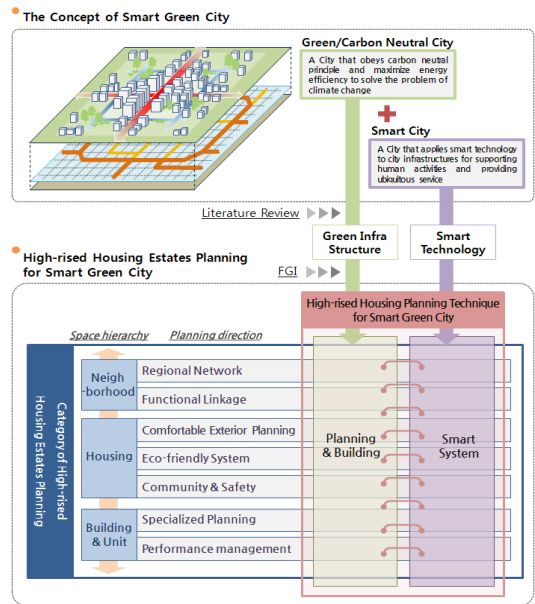 The Concept of Smart Green City
Green/Carbon Neutral City
A City that obeys carbon neutral
principle and maximize energy
efficiency to solve the problem of
climate change
Smart City
A City that applies smart technology
to city infrastructures for supporting
human activities and providing
ubiquitous service
Literature Review
Green Infra
Structure
Smart
Technology
High-rised Housing Estates Planning
for Smart Green City
FGI
High-rised Housing Planning Technique
for Smart Green City
Space hierarchy
Planning direction
Category of High-rised
Housing Estates Planning
Neigh
-borhood
Regional Network
Functional Linkage
Housing
Comfortable Exterior Planning
Eco-friendly System
Community & Safety
Building
& Unit
Specialized Planning
Performance management
Planning
& Building
Smart
System